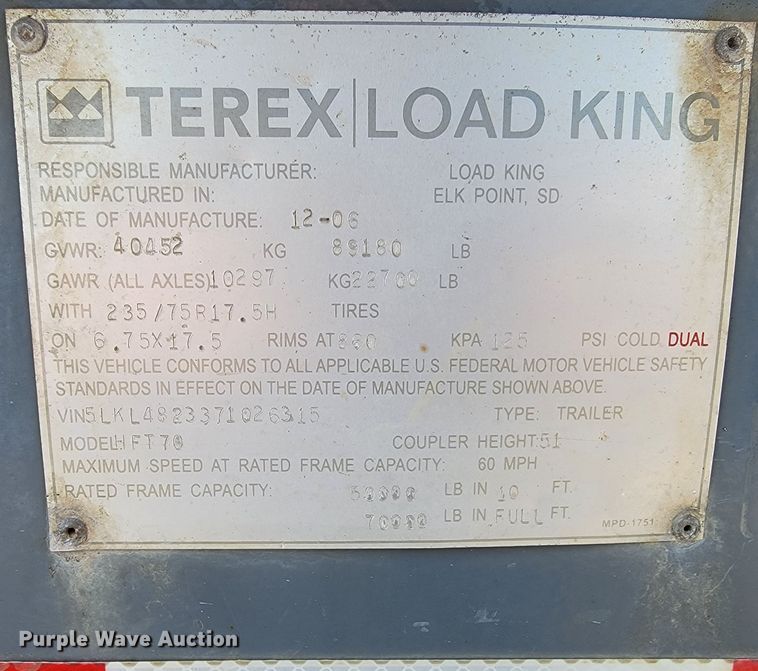 TEREX LOAD KING
RESPONSIBLE MANUFACTURER: LOAD KING
MANUFACTURED IN: ELK POINT, SD
DATE OF MANUFACTURE: 12-06
GVWR: 40452 KG 89180 LB
GAWR (ALL AXLES) 10297 KG 22700 LB
WITH 235/75R17.5H TIRES
ON 6.75X17.5 RIMS AT 860 KPA 125 PSI COLD DUAL
THIS VEHICLE CONFORMS TO ALL APPLICABLE U.S. FEDERAL MOTOR VEHICLE SAFETY
STANDARDS IN EFFECT ON THE DATE OF MANUFACTURE SHOWN ABOVE.
VIN 5LKL4823371026315 TYPE: TRAILER
MODEL HFT70 COUPLER HEIGHT 51
MAXIMUM SPEED AT RATED FRAME CAPACITY: 60 MPH
RATED FRAME CAPACITY: LB IN 10 FT.
70000 LB IN FULL FT.
MPD-1751
Purple Wave Auction